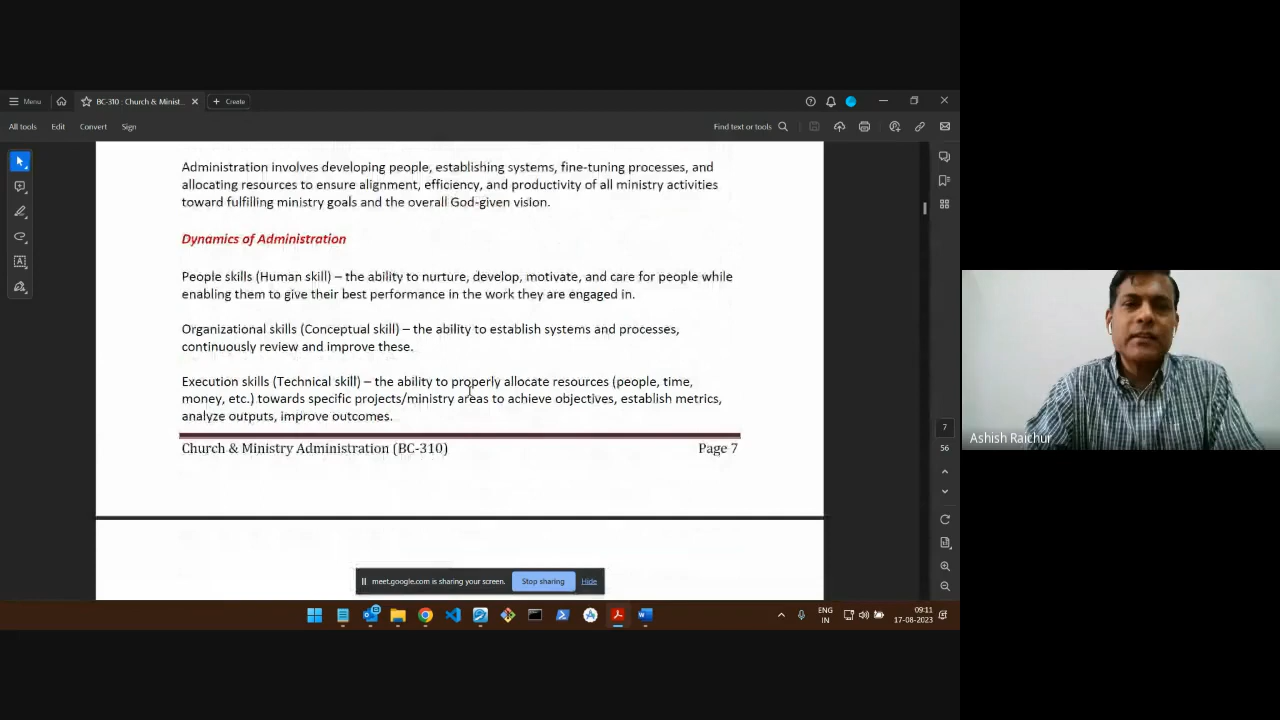 Menu
BC-310 : Church & Minist...
Create
All tools
Edit
Convert
Sign
Find text or tools
Administration involves developing people, establishing systems, fine-tuning processes, and
allocating resources to ensure alignment, efficiency, and productivity of all ministry activities
toward fulfilling ministry goals and the overall God-given vision.
Dynamics of Administration
People skills (Human skill) – the ability to nurture, develop, motivate, and care for people while
enabling them to give their best performance in the work they are engaged in.
Organizational skills (Conceptual skill) – the ability to establish systems and processes,
continuously review and improve these.
Execution skills (Technical skill) – the ability to properly allocate resources (people, time,
money, etc.) towards specific projects/ministry areas to achieve objectives, establish metrics,
analyze outputs, improve outcomes.
Church & Ministry Administration (BC-310) Page 7
7
56
Ashish Raichur
meet.google.com is sharing your screen.
Stop sharing
Hide
ENG
IN
09:11
17-08-2023